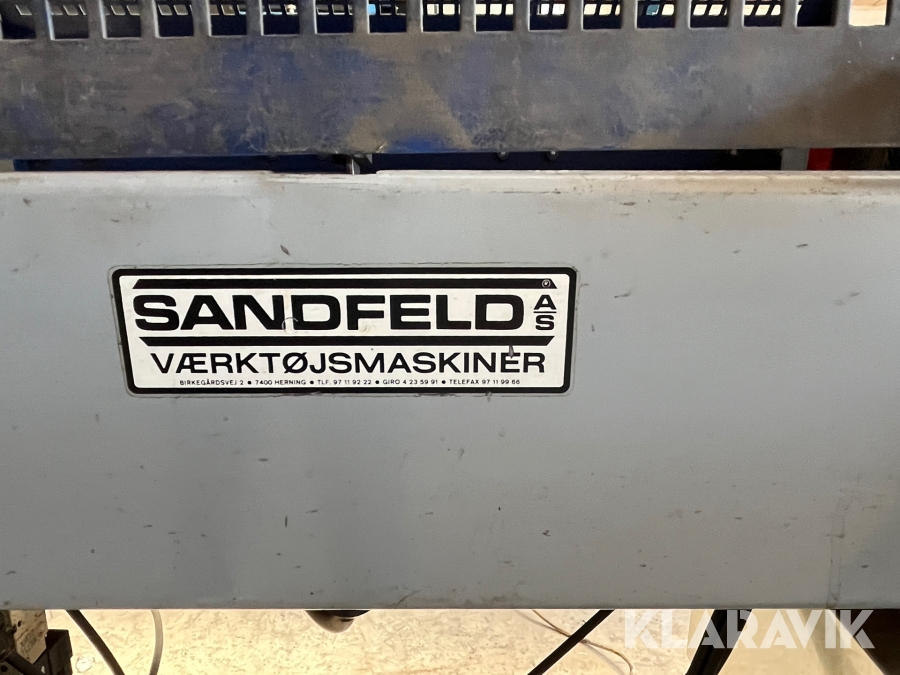 SANDFELD A/S
VÆRKTØJSMASKINER
BIRKEGÅRDSVEJ 2 ● 7400 HERNING ● TLF. 97 11 92 22 ● GIRO 4 23 59 91 ● TELEFAX 97 11 99 66
KLARAVIK